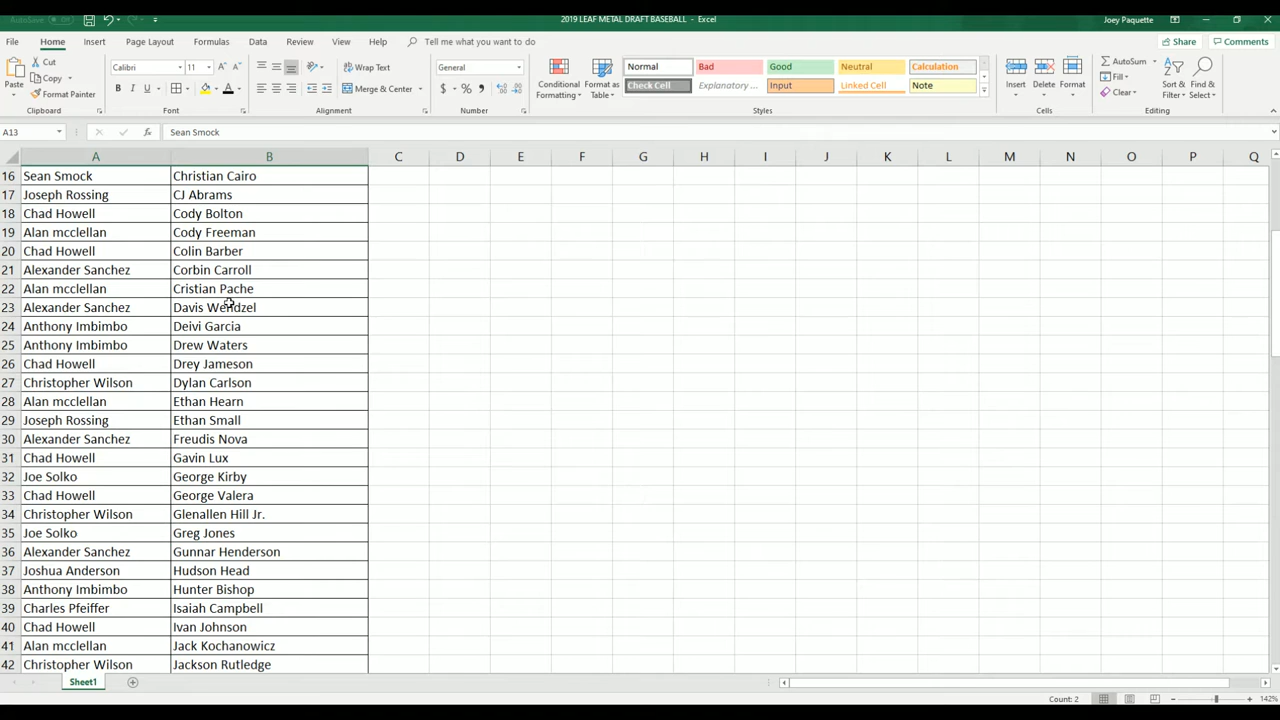 AutoSave Off 2019 LEAF METAL DRAFT BASEBALL - Excel Joey Paquette
File Home Insert Page Layout Formulas Data Review View Help Tell me what you want to do Share Comments
Paste Cut Copy Format Painter Clipboard
Calibri 11 A A B I U A Font
Wrap Text Merge & Center Alignment
General $ % , Number
Conditional Formatting Format as Table Normal Bad Good Neutral Calculation
Check Cell Explanatory ... Input Linked Cell Note Styles
Insert Delete Format Cells
AutoSum Fill Clear Sort & Filter Find & Select Editing
A13 fx Sean Smock
A B C D E F G H I J K L M N O P Q
16 Sean Smock Christian Cairo
17 Joseph Rossing CJ Abrams
18 Chad Howell Cody Bolton
19 Alan mcclellan Cody Freeman
20 Chad Howell Colin Barber
21 Alexander Sanchez Corbin Carroll
22 Alan mcclellan Cristian Pache
23 Alexander Sanchez Davis Wendzel
24 Anthony Imbimbo Deivi Garcia
25 Anthony Imbimbo Drew Waters
26 Chad Howell Drey Jameson
27 Christopher Wilson Dylan Carlson
28 Alan mcclellan Ethan Hearn
29 Joseph Rossing Ethan Small
30 Alexander Sanchez Freudis Nova
31 Chad Howell Gavin Lux
32 Joe Solko George Kirby
33 Chad Howell George Valera
34 Christopher Wilson Glenallen Hill Jr.
35 Joe Solko Greg Jones
36 Alexander Sanchez Gunnar Henderson
37 Joshua Anderson Hudson Head
38 Anthony Imbimbo Hunter Bishop
39 Charles Pfeiffer Isaiah Campbell
40 Chad Howell Ivan Johnson
41 Alan mcclellan Jack Kochanowicz
42 Christopher Wilson Jackson Rutledge
Sheet1
Count: 2 142%